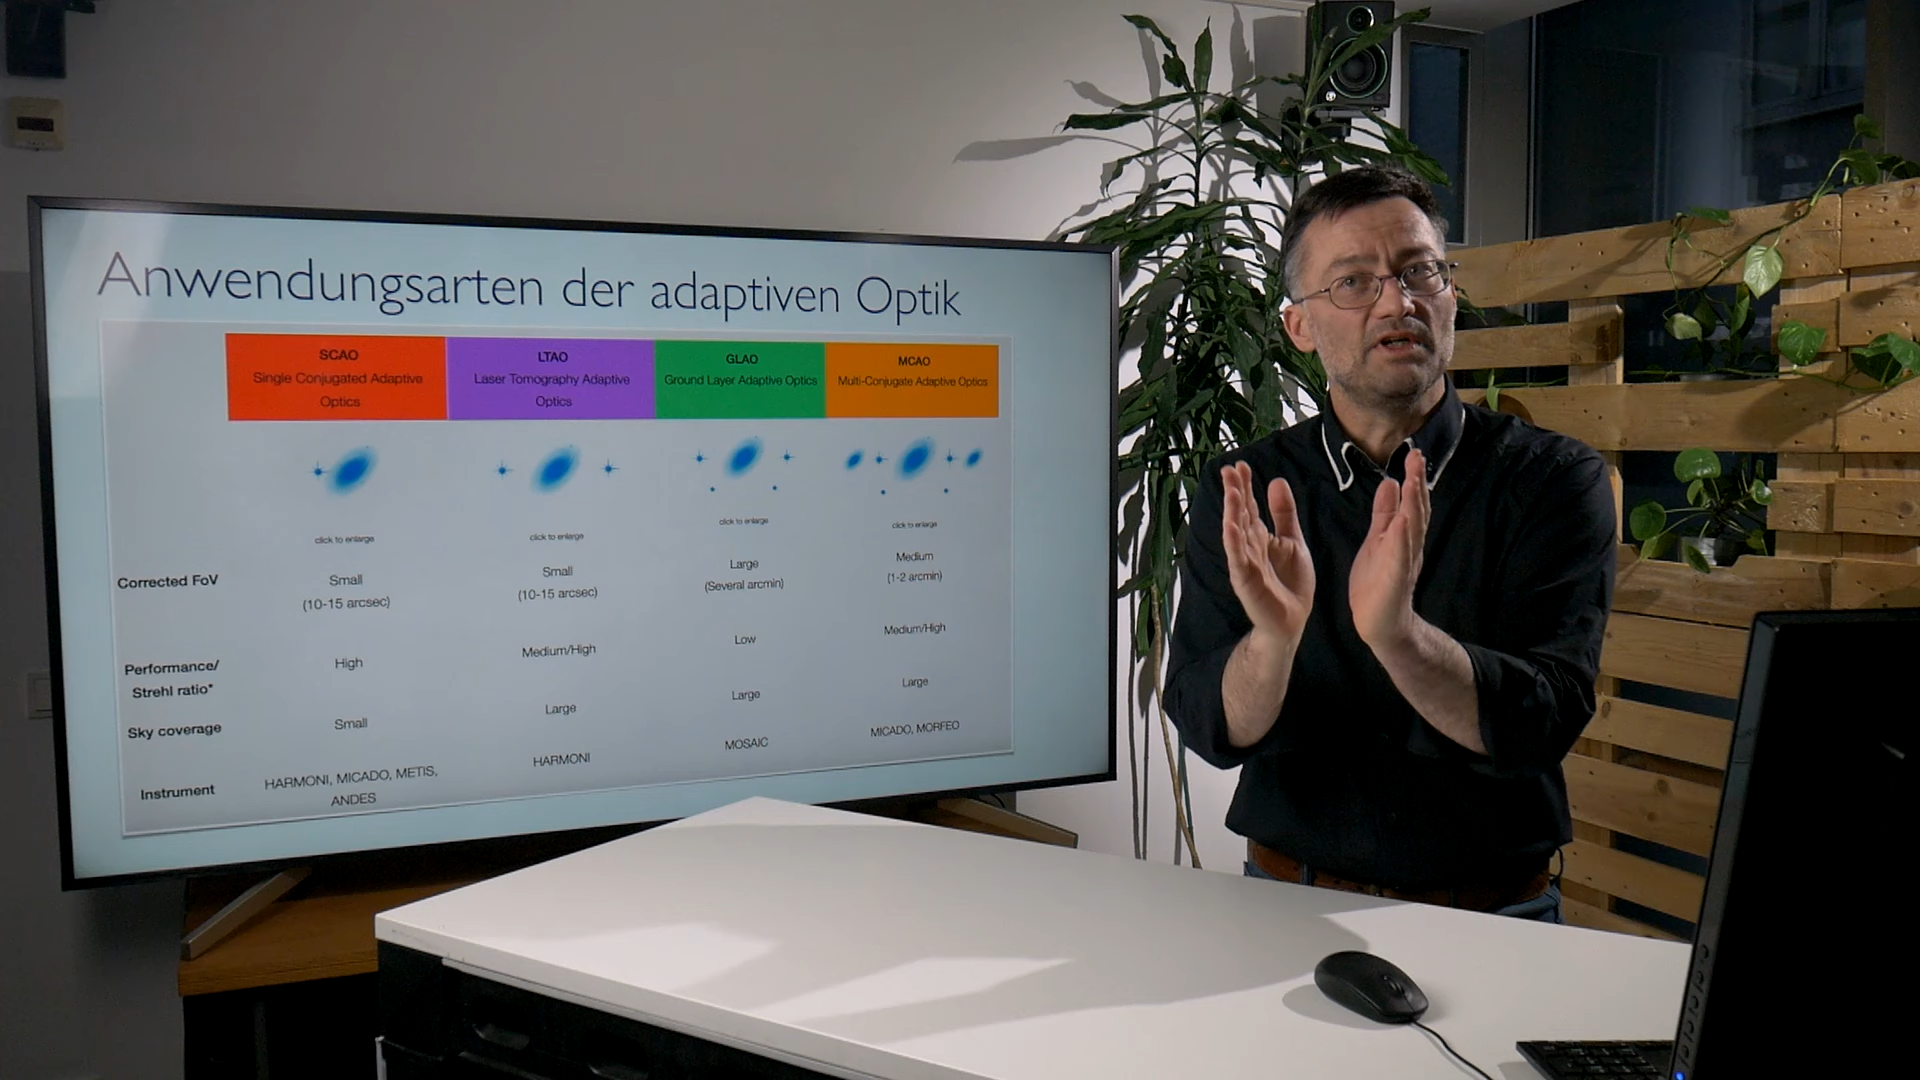 Anwendungsarten der adaptiven Optik
SCAO
Single Conjugated Adaptive
Optics
LTAO
Laser Tomography Adaptive
Optics
GLAO
Ground Layer Adaptive Optics
MCAO
Multi-Conjugate Adaptive Optics
click to enlarge
click to enlarge
click to enlarge
click to enlarge
Corrected FoV
Small
(10-15 arcsec)
Small
(10-15 arcsec)
Large
(Several arcmin)
Medium
(1-2 arcmin)
Performance/
Strehl ratio*
High
Medium/High
Low
Medium/High
Sky coverage
Small
Large
Large
Large
Instrument
HARMONI, MICADO, METIS,
ANDES
HARMONI
MOSAIC
MICADO, MORFEO